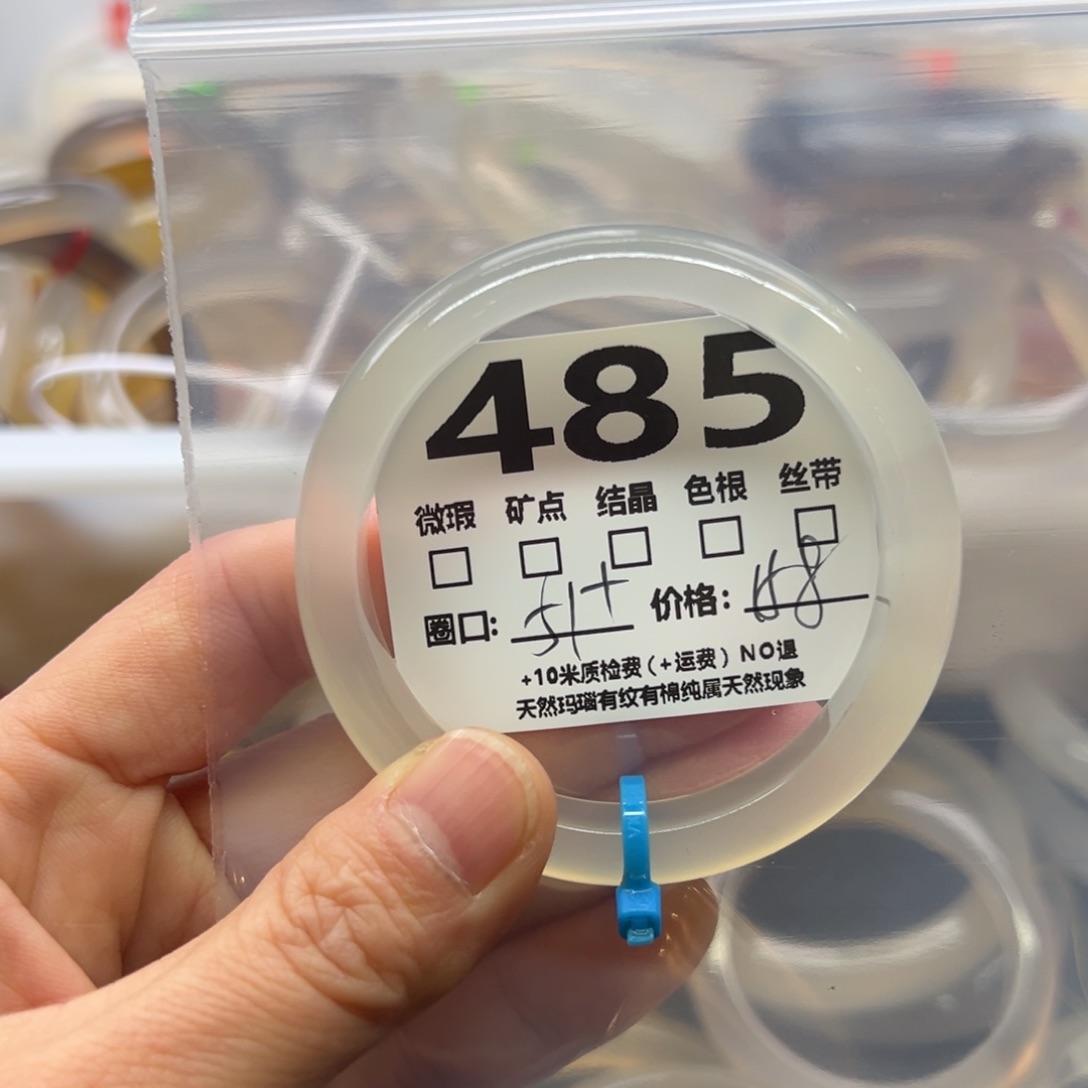 485
微瑕 矿点 结晶 色根 丝带
圈口: 51+ 价格: 168
+10米质检费(+运费) NO退
天然玛瑙有纹有棉纯属天然现象